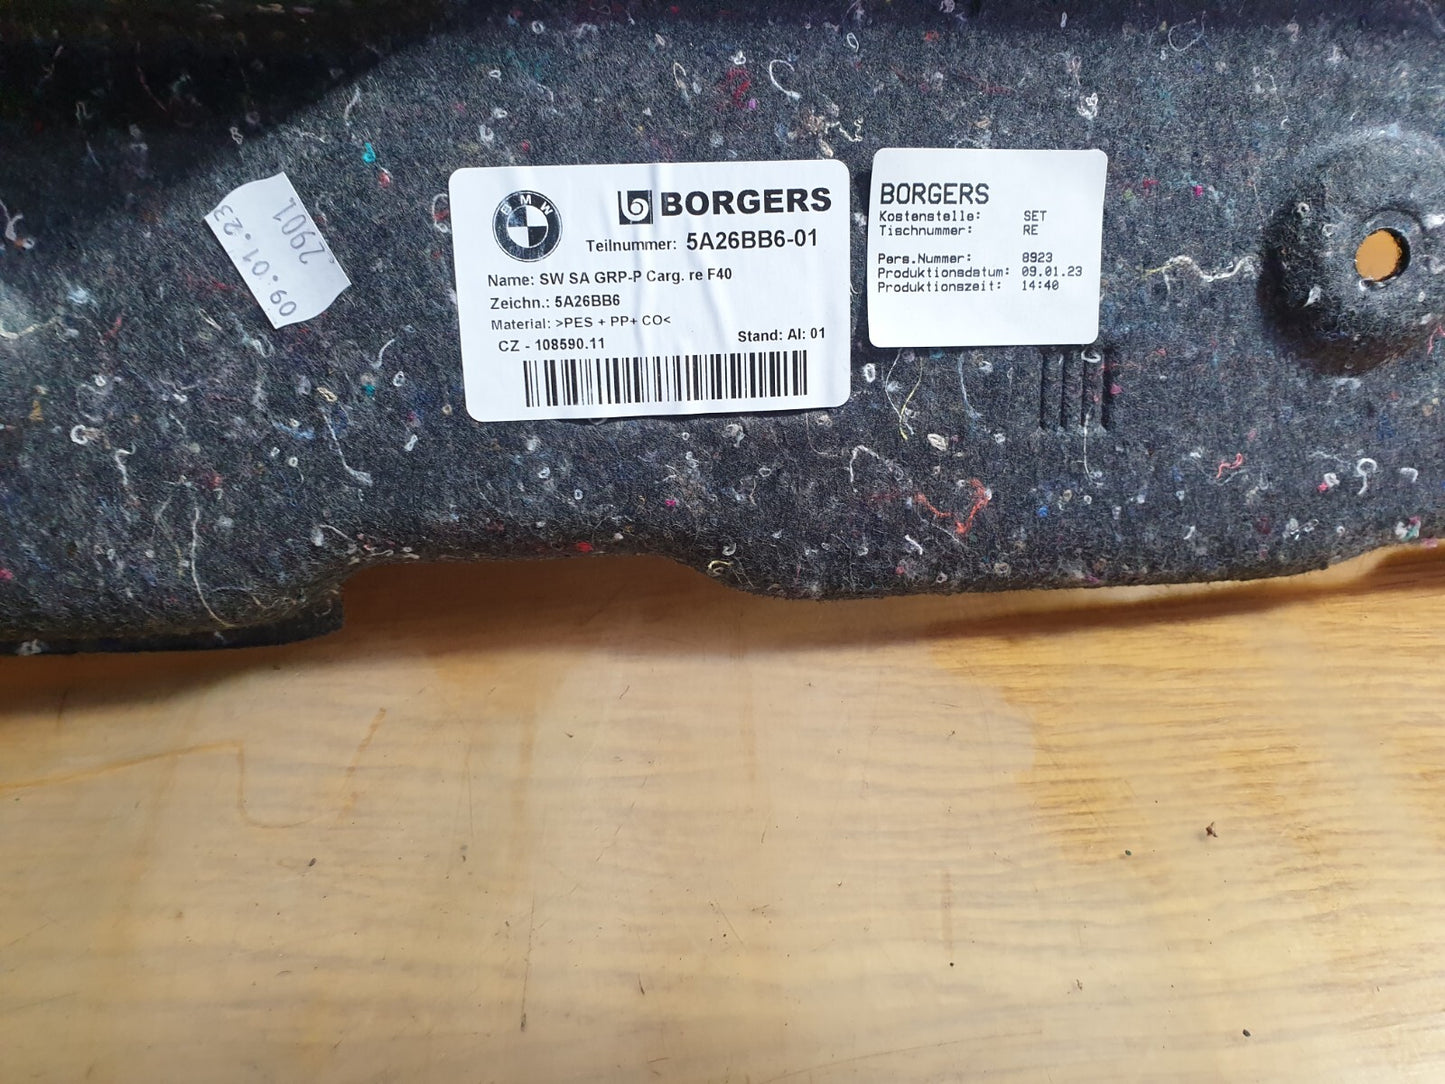 09.01.23
2901
BMW
BORGERS
Teilnummer: 5A26BB6-01
Name: SW SA GRP-P Carg. re F40
Zeichn.: 5A26BB6
Material: >PES + PP+ CO<
CZ - 108590.11
Stand: AI: 01
BORGERS
Kostenstelle: SET
Tischnummer: RE
Pers.Nummer: 8923
Produktionsdatum: 09.01.23
Produktionszeit: 14:40